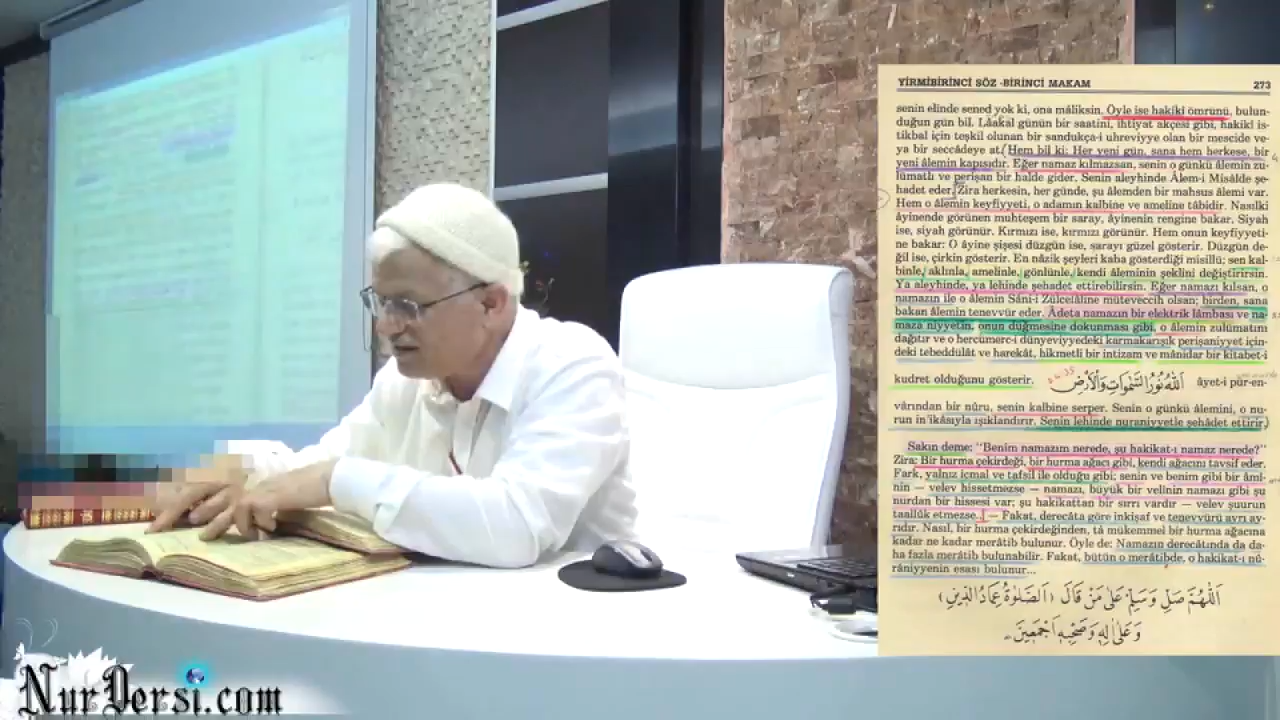 YİRMİBİRİNCİ SÖZ -BİRİNCİ MAKAM 273
senin elinde sened yok ki, ona mâliksin. Öyle ise hakikî ömrünü, bulun-
duğun gün bil. Lâakal günün bir saatini, ihtiyat akçesi gibi, hakikî is-
tikbal için teşkil olunan bir sandukça-i uhreviyye olan bir mescide ve-
ya bir seccâdeye at. (Hem bil ki: Her yeni gün, sana hem herkese, bir
yeni âlemin kapısıdır. Eğer namaz kılmazsan, senin o günkü âlemin zu-
lümatlı ve perişan bir halde gider. Senin aleyhinde Âlem-i Misâlde şe-
hadet eder. Zira herkesin, her günde, şu âlemden bir mahsus âlemi var.
Hem o âlemin keyfiyyeti, o adamın kalbine ve ameline tâbidir. Nasılki
âyinende görünen muhteşem bir saray, âyinenin rengine bakar. Siyah
ise, siyah görünür. Kırmızı ise, kırmızı görünür. Hem onun keyfiyyeti-
ne bakar: O âyine şişesi düzgün ise, sarayı güzel gösterir. Düzgün de-
ğil ise, çirkin gösterir. En nâzik şeyleri kaba gösterdiği misillü; sen kal-
binle, aklınla, amelinle, gönlünle, kendi âleminin şeklini değiştirirsin.
Ya aleyhinde, ya lehinde şehadet ettirebilirsin. Eğer namazı kılsan, o
namazın ile o âlemin Sâni-i Zülcelâline müteveccih olsan; birden, sana
bakan âlemin tenevvür eder. Âdeta namazın bir elektrik lâmbası ve na-
maza niyyetin, onun düğmesine dokunması gibi, o âlemin zulümatını
dağıtır ve o hercümerc-i dünyeviyyedeki karmakarışık perişaniyyet için-
deki tebeddülât ve harekât, hikmetli bir intizam ve mânidar bir kitabet-i
kudret olduğunu gösterir. اَللّٰهُ نُورُ السَّمٰوَاتِ وَالْاَرْضِ âyet-i pür-en-
vârından bir nûru, senin kalbine serper. Senin o günkü âlemini, o nu-
run in'ikâsıyla ışıklandırır. Senin lehinde nuraniyyetle şehâdet ettirir.)
Sakın deme: "Benim namazım nerede, şu hakikat-ı namaz nerede?"
Zira: Bir hurma çekirdeği, bir hurma ağacı gibi, kendi ağacını tavsif eder.
Fark, yalnız icmal ve tafsil ile olduğu gibi; senin ve benim gibi bir âmi-
nin — velev hissetmezse — namazı, büyük bir velinin namazı gibi şu
nurdan bir hissesi var; şu hakikattan bir sırrı vardır — velev şuurun
taallûk etmezse. — Fakat, derecâta göre inkişaf ve tenevvürü ayrı ay-
rıdır. Nasıl, bir hurma çekirdeğinden, tâ mükemmel bir hurma ağacına
kadar ne kadar merâtib bulunur. Öyle de: Namazın derecâtında da da-
ha fazla merâtib bulunabilir. Fakat, bütün o merâtibde, o hakikat-ı nû-
râniyyenin esası bulunur...
اَللّٰهُمَّ صَلِّ وَسَلِّمْ عَلٰى مَنْ قَالَ ﴿ اَلصَّلٰوةُ عِمَادُ الدّٖينِ ﴾
وَعَلٰى اٰلِهِ وَصَحْبِهِ اَجْمَعِينَ
NurDersi.com